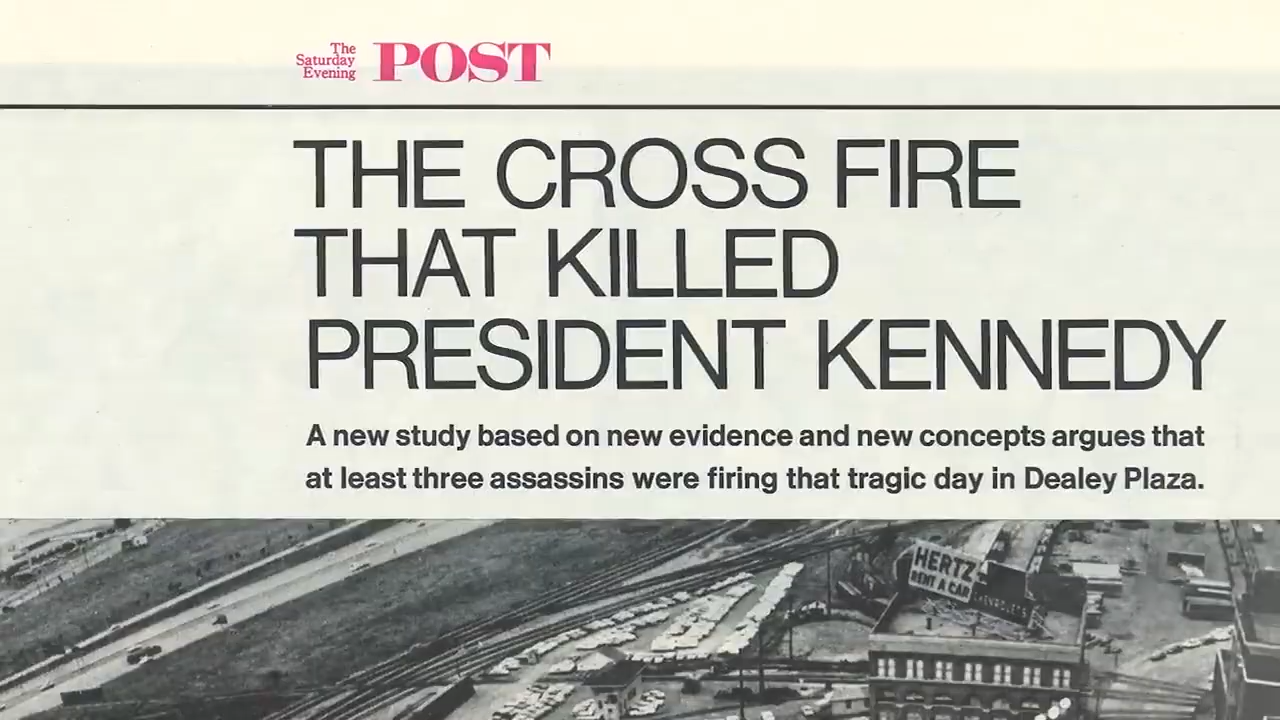 The
Saturday
Evening
POST
THE CROSS FIRE
THAT KILLED
PRESIDENT KENNEDY
A new study based on new evidence and new concepts argues that
at least three assassins were firing that tragic day in Dealey Plaza.
HERTZ
RENT A CAR
CHEVROLETS